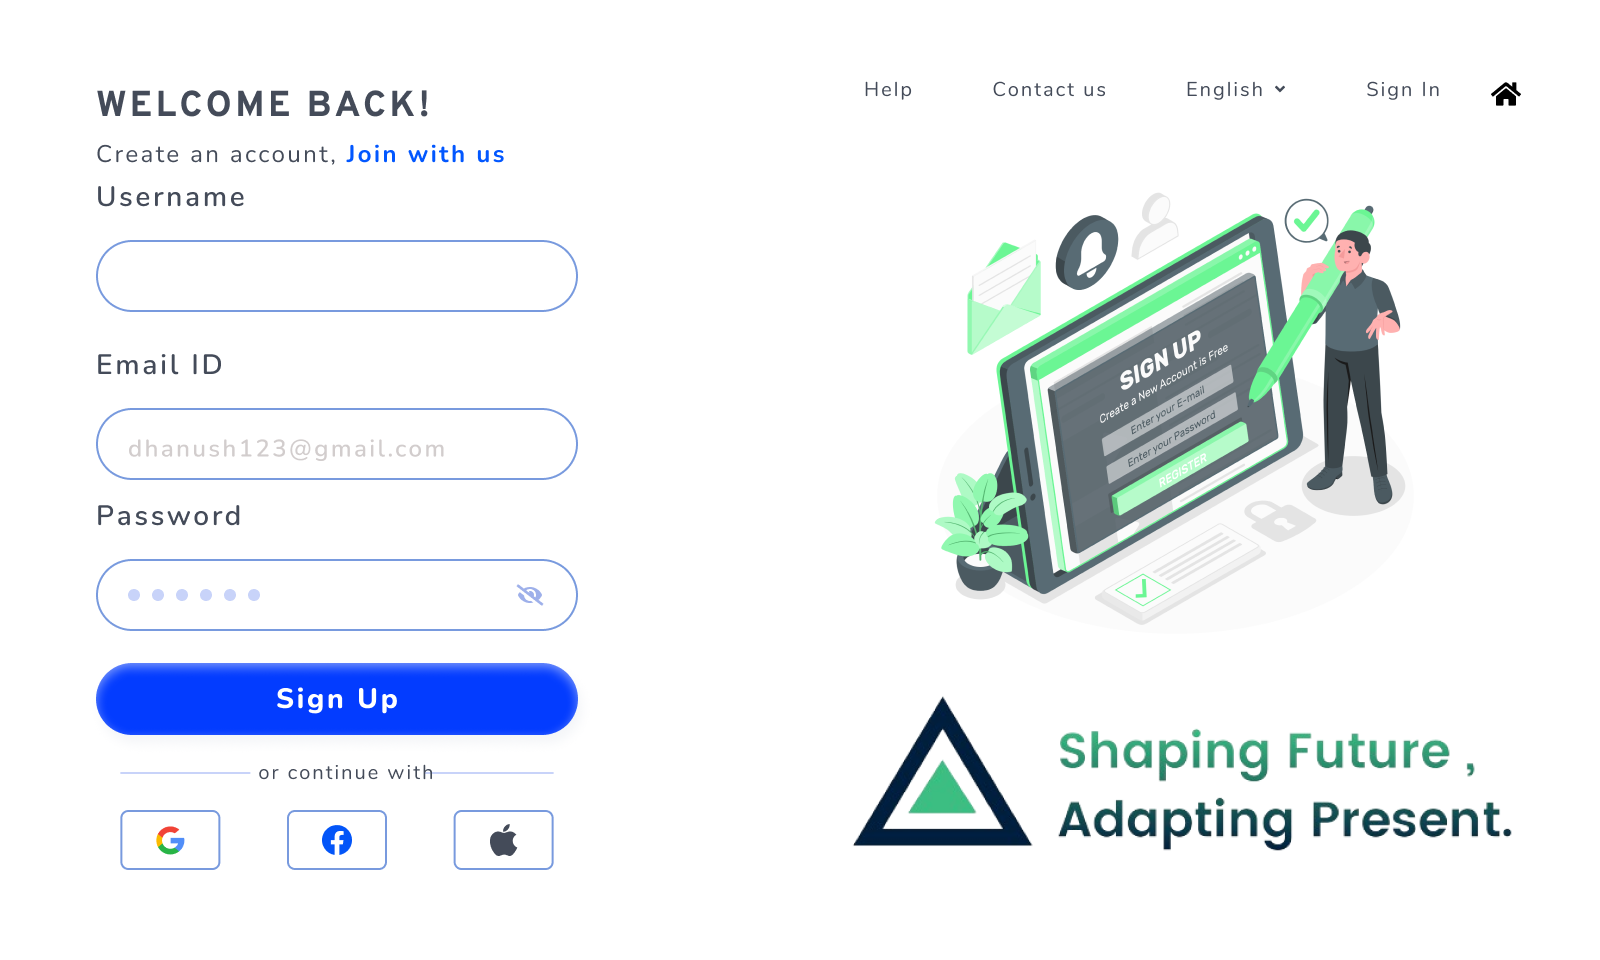 WELCOME BACK!
Create an account, Join with us
Username
Email ID
dhanush123@gmail.com
Password
Sign Up
or continue with
Help
Contact us
English
Sign In
SIGN UP
Create a New Account is Free
Enter your E-mail
Enter your Password
REGISTER
Shaping Future ,
Adapting Present.